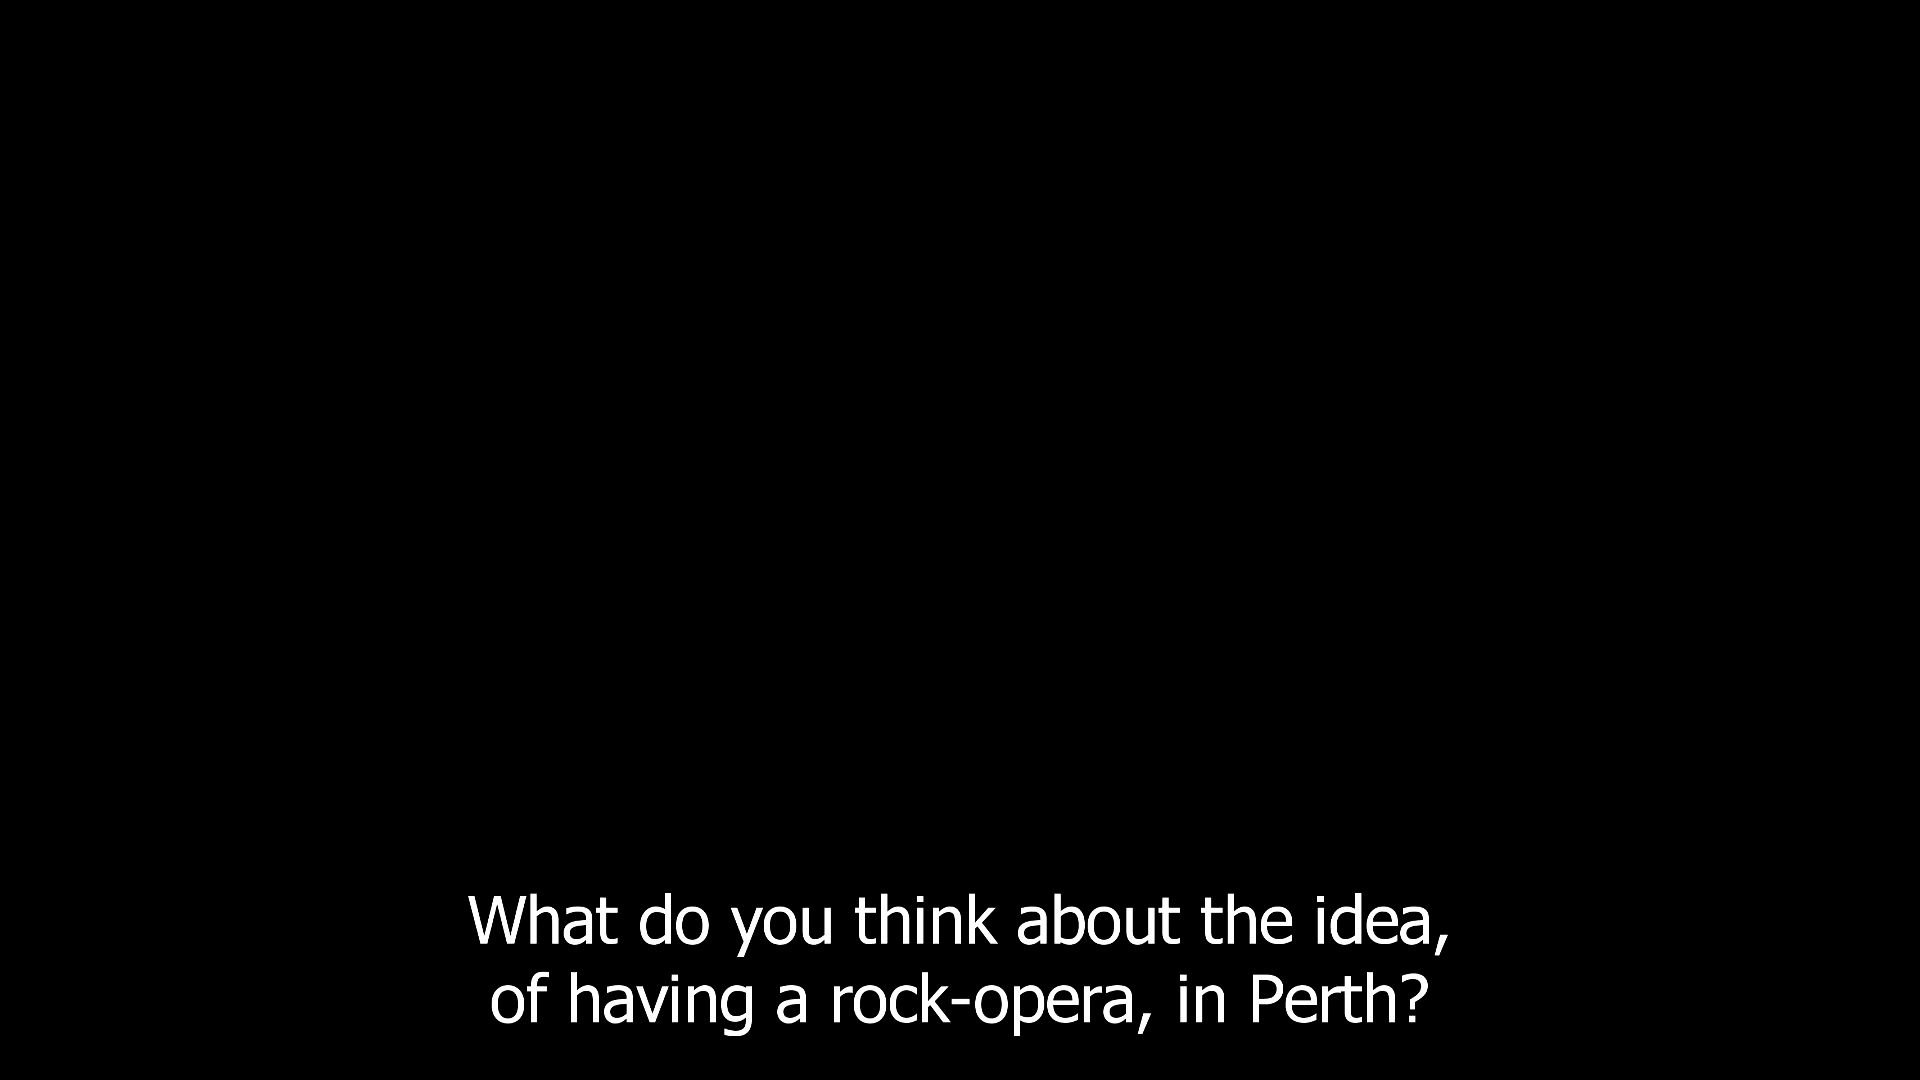 What do you think about the idea,
of having a rock-opera, in Perth?